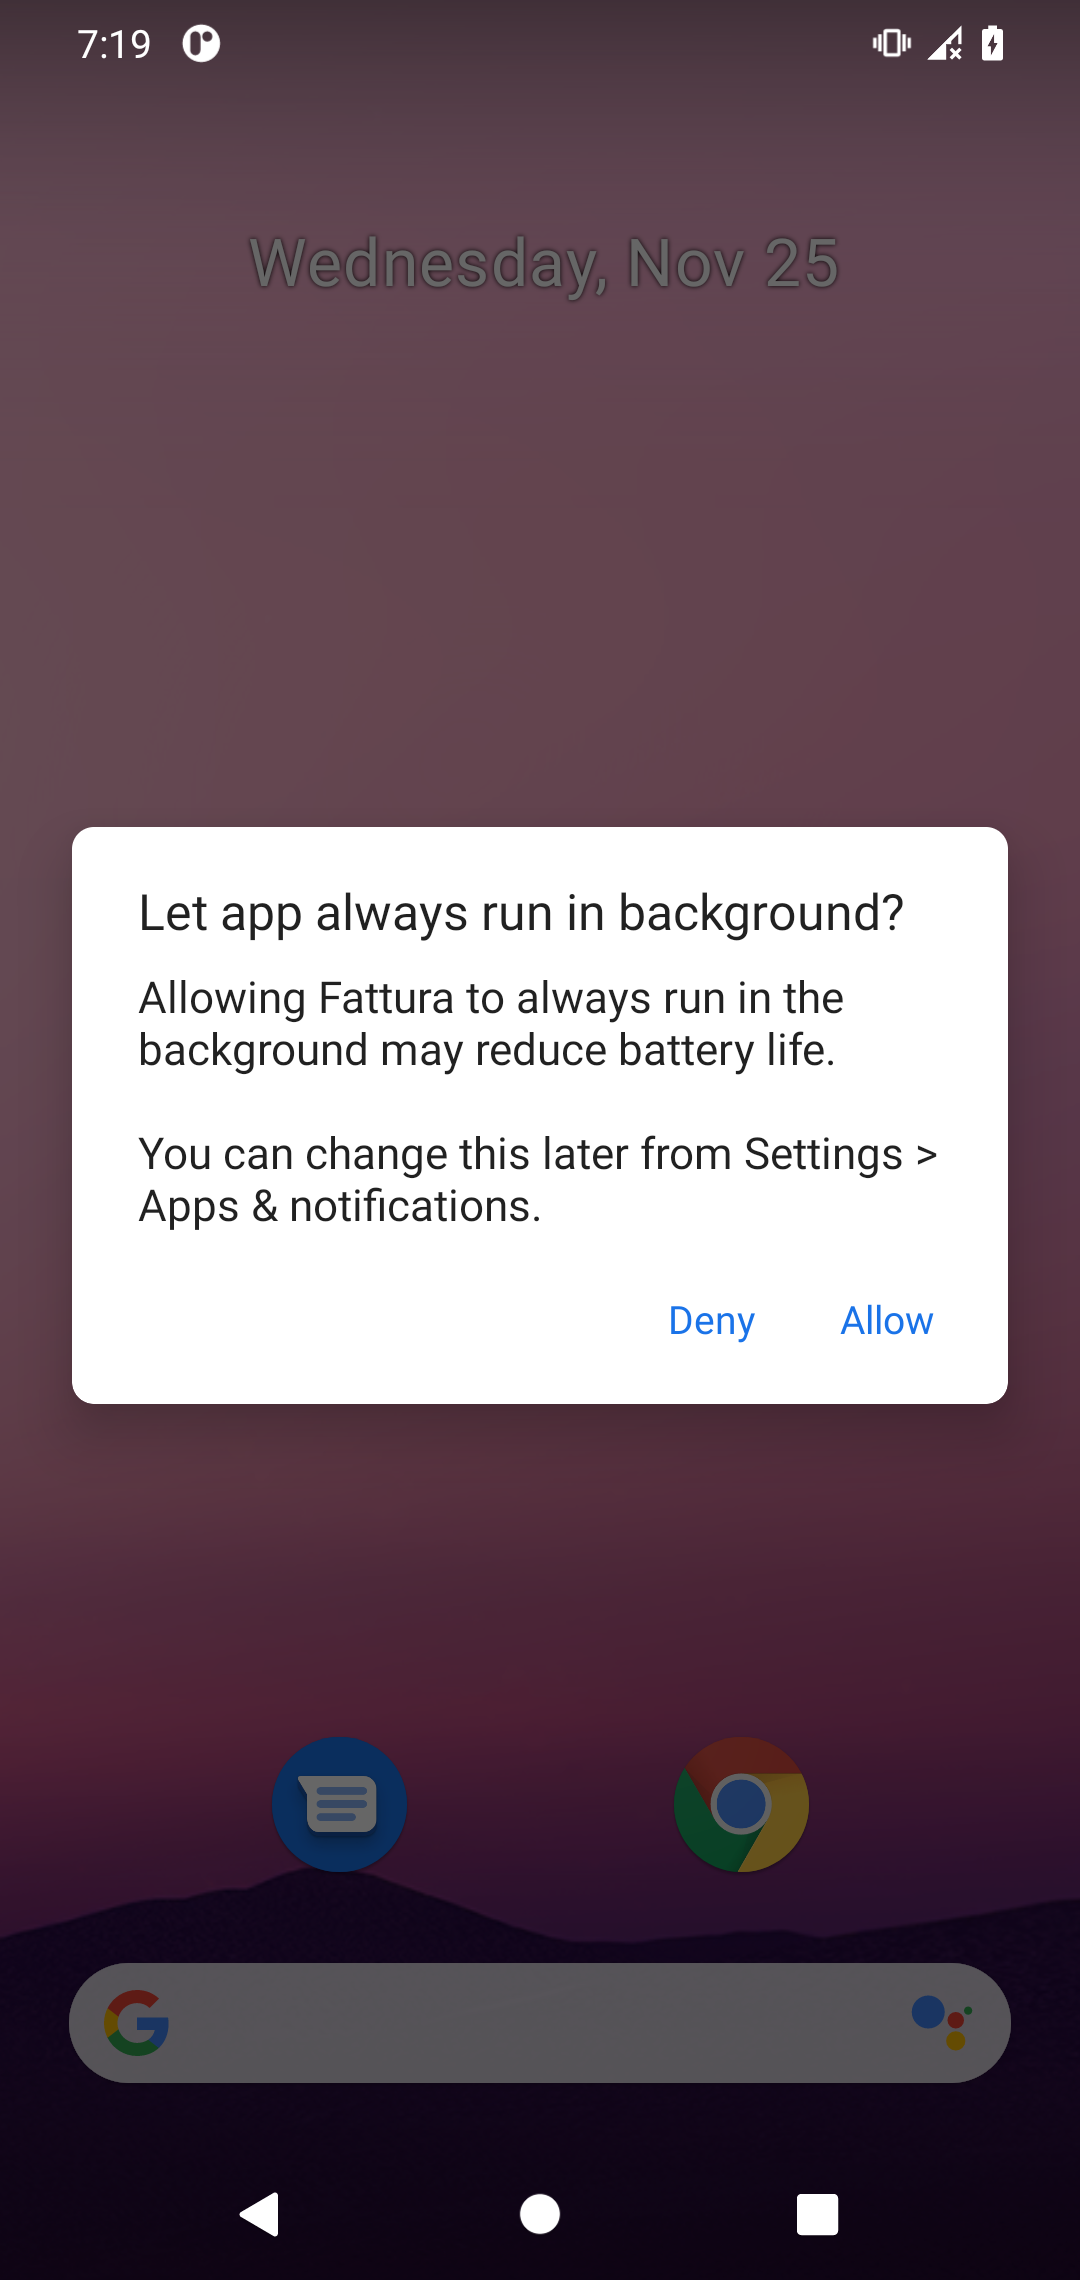 7:19
Wednesday, Nov 25
Let app always run in background?
Allowing Fattura to always run in the
background may reduce battery life.
You can change this later from Settings >
Apps & notifications.
Deny Allow